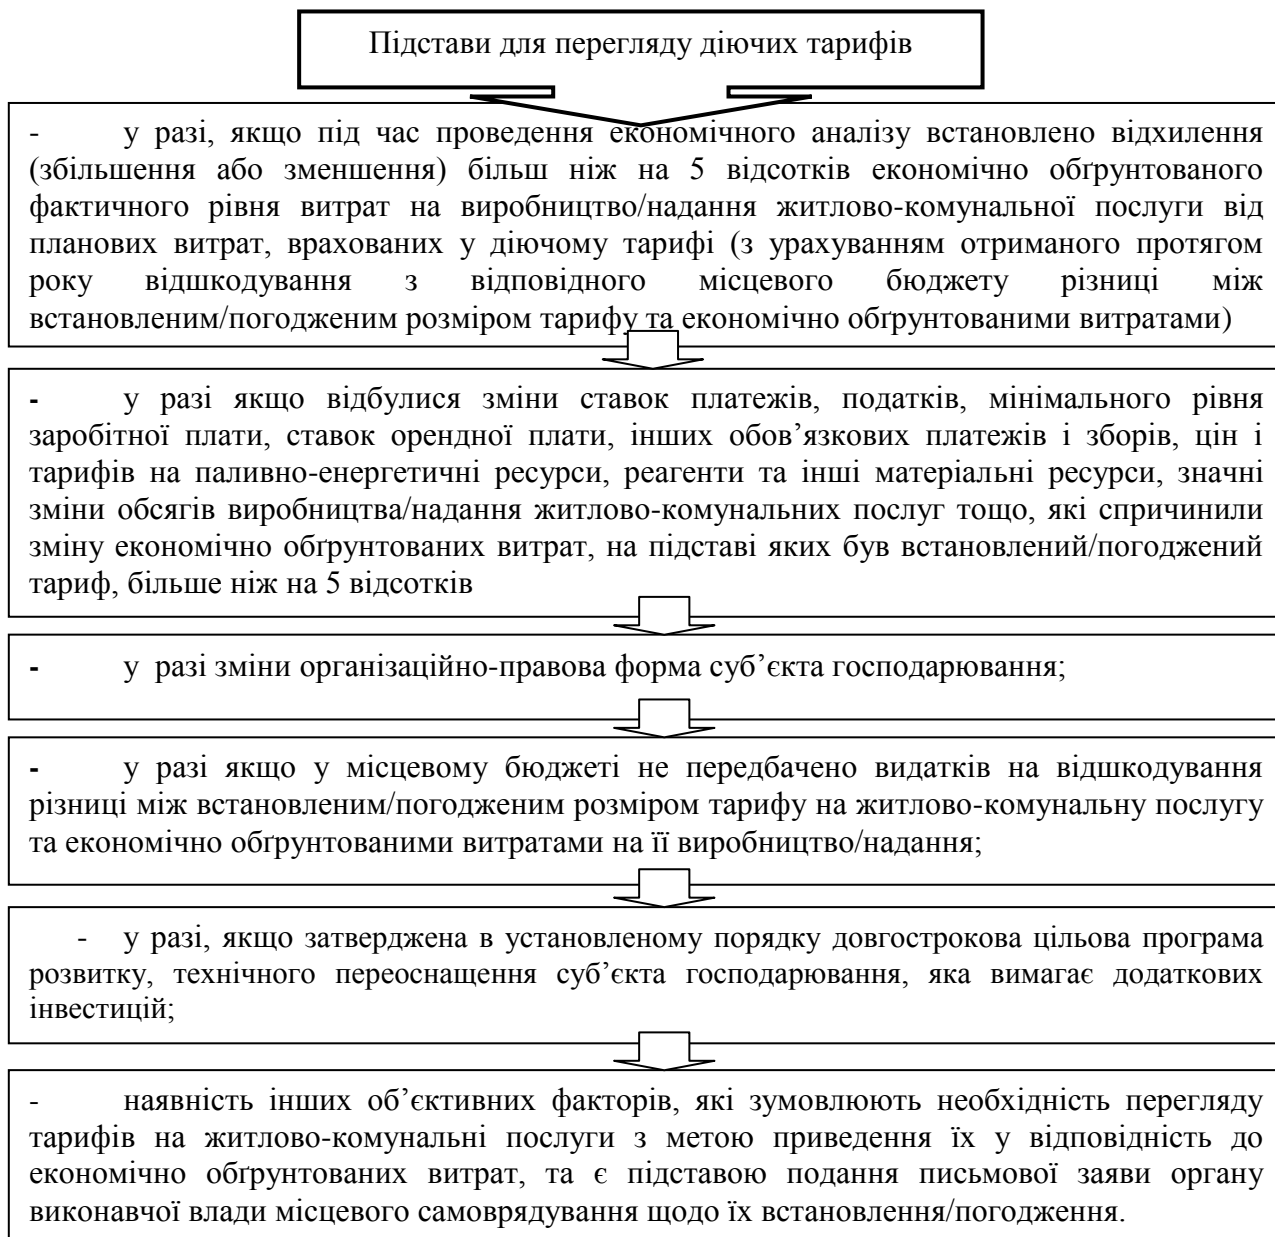 Підстави для перегляду діючих тарифів
- у разі, якщо під час проведення економічного аналізу встановлено відхилення
(збільшення або зменшення) більш ніж на 5 відсотків економічно обґрунтованого
фактичного рівня витрат на виробництво/надання житлово-комунальної послуги від
планових витрат, врахованих у діючому тарифі (з урахуванням отриманого протягом
року відшкодування з відповідного місцевого бюджету різниці між
встановленим/погодженим розміром тарифу та економічно обґрунтованими витратами)
- у разі якщо відбулися зміни ставок платежів, податків, мінімального рівня
заробітної плати, ставок орендної плати, інших обов’язкових платежів і зборів, цін і
тарифів на паливно-енергетичні ресурси, реагенти та інші матеріальні ресурси, значні
зміни обсягів виробництва/надання житлово-комунальних послуг тощо, які спричинили
зміну економічно обґрунтованих витрат, на підставі яких був встановлений/погоджений
тариф, більше ніж на 5 відсотків
- у разі зміни організаційно-правова форма суб’єкта господарювання;
- у разі якщо у місцевому бюджеті не передбачено видатків на відшкодування
різниці між встановленим/погодженим розміром тарифу на житлово-комунальну послугу
та економічно обґрунтованими витратами на її виробництво/надання;
- у разі, якщо затверджена в установленому порядку довгострокова цільова програма
розвитку, технічного переоснащення суб’єкта господарювання, яка вимагає додаткових
інвестицій;
- наявність інших об’єктивних факторів, які зумовлюють необхідність перегляду
тарифів на житлово-комунальні послуги з метою приведення їх у відповідність до
економічно обґрунтованих витрат, та є підставою подання письмової заяви органу
виконавчої влади місцевого самоврядування щодо їх встановлення/погодження.